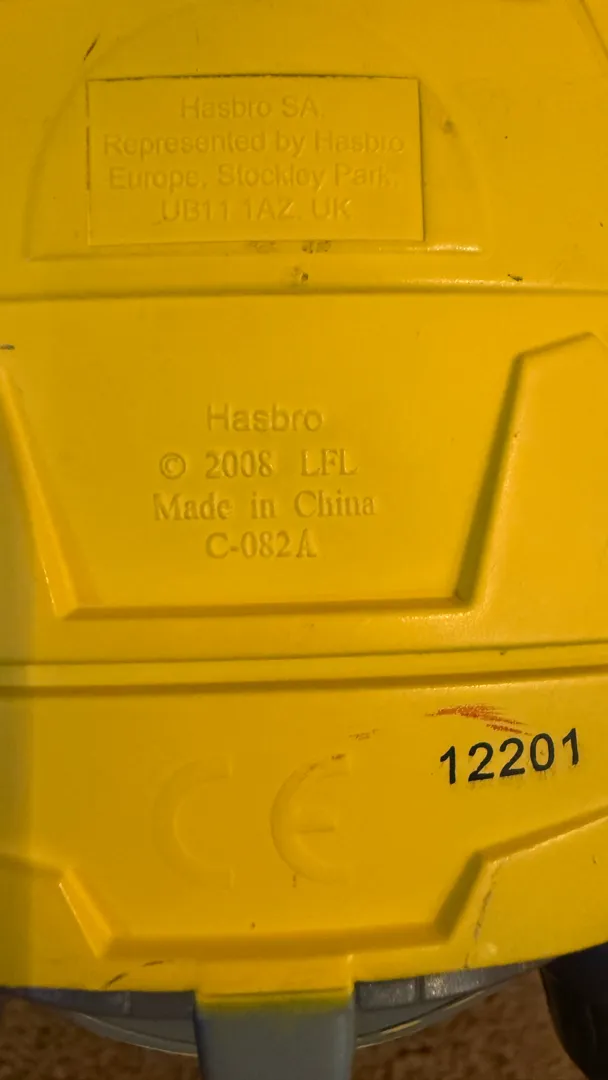 Hasbro SA.
Represented by Hasbro
Europe, Stockley Park,
UB11 1AZ. UK
Hasbro
© 2008 LFL
Made in China
C-082A
12201
CE